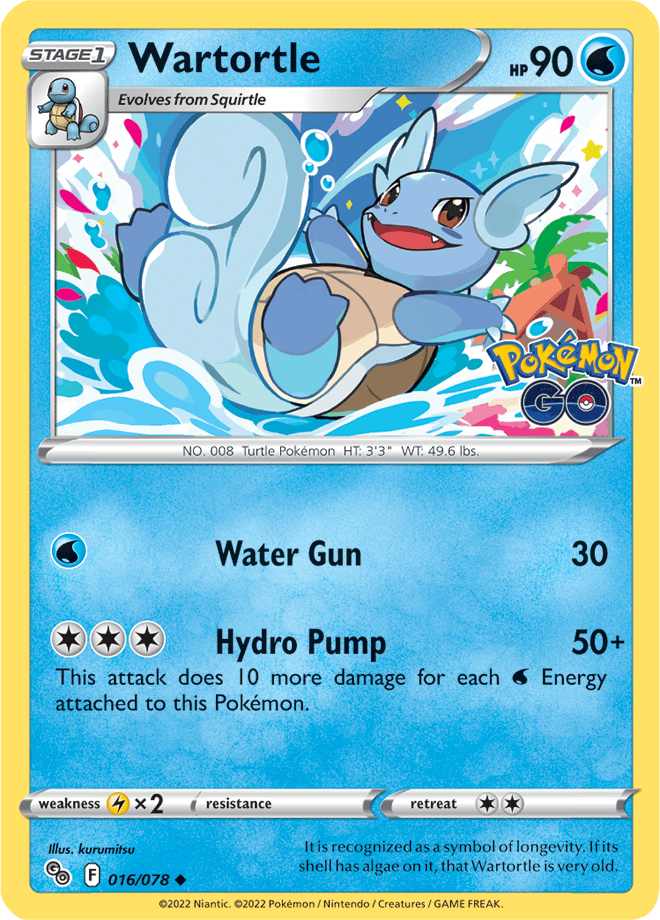 STAGE 1
Wartortle
HP 90
Evolves from Squirtle
Pokémon
GO
TM
NO. 008 Turtle Pokémon HT: 3'3" WT: 49.6 lbs.
Water Gun 30
Hydro Pump 50+
This attack does 10 more damage for each Energy
attached to this Pokémon.
weakness ×2 resistance retreat
Illus. kurumitsu
It is recognized as a symbol of longevity. If its
shell has algae on it, that Wartortle is very old.
GO F 016/078
©2022 Niantic. ©2022 Pokémon / Nintendo / Creatures / GAME FREAK.